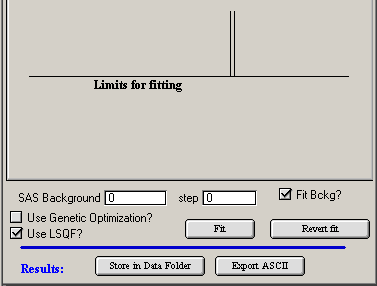 Limits for fitting
SAS Background 0 step 0 Fit Bckg?
Use Genetic Optimization?
Use LSQF? Fit Revert fit
Results: Store in Data Folder Export ASCII